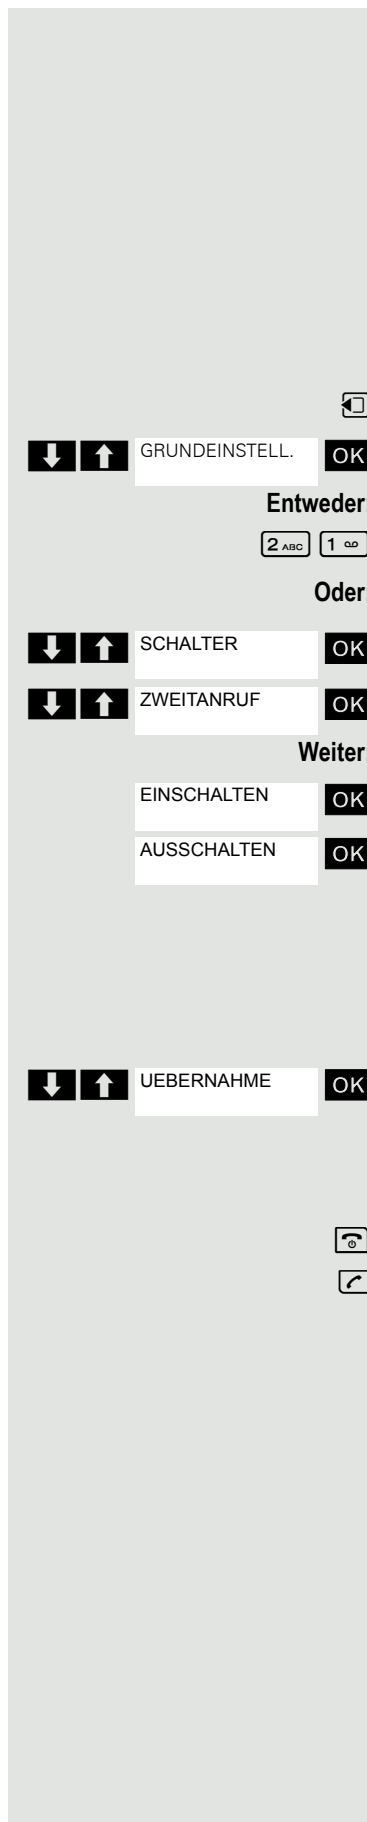 GRUNDEINSTELL. OK
Entweder:
2 ABC 1
Oder:
SCHALTER OK
ZWEITANRUF OK
Weiter:
EINSCHALTEN OK
AUSSCHALTEN OK
UEBERNAHME OK